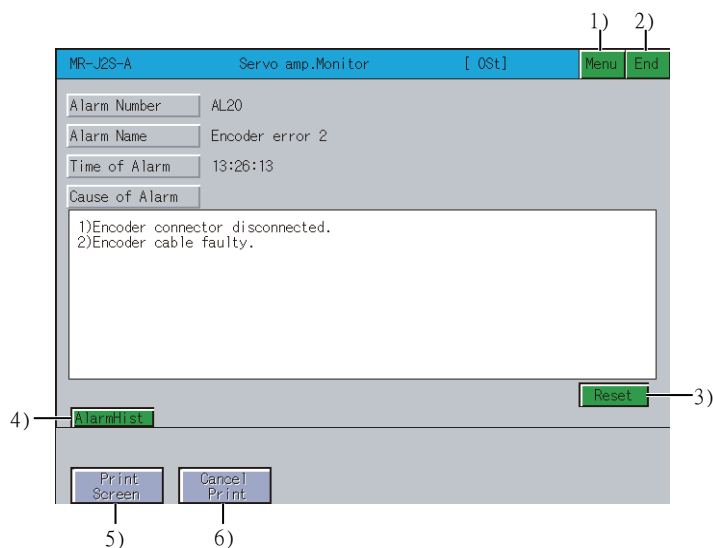 1) 2)
MR-J2S-A Servo amp.Monitor [ 0St] Menu End
Alarm Number AL20
Alarm Name Encoder error 2
Time of Alarm 13:26:13
Cause of Alarm
1)Encoder connector disconnected.
2)Encoder cable faulty.
Reset 3)
4) AlarmHist
Print Screen Cancel Print
5) 6)